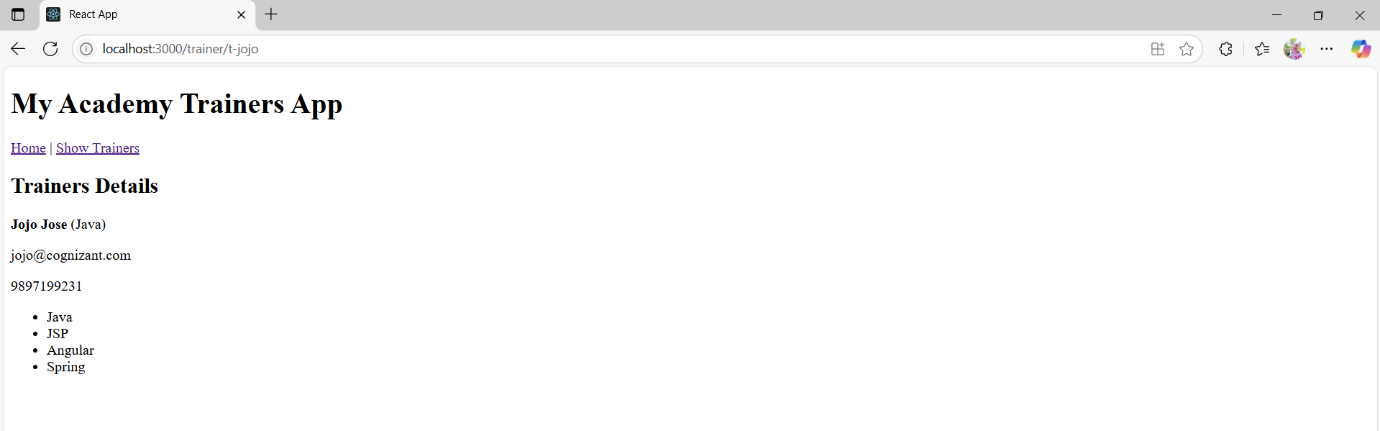 React App
localhost:3000/trainer/t-jojo
My Academy Trainers App
Home | Show Trainers
Trainers Details
Jojo Jose (Java)
jojo@cognizant.com
9897199231
Java
JSP
Angular
Spring